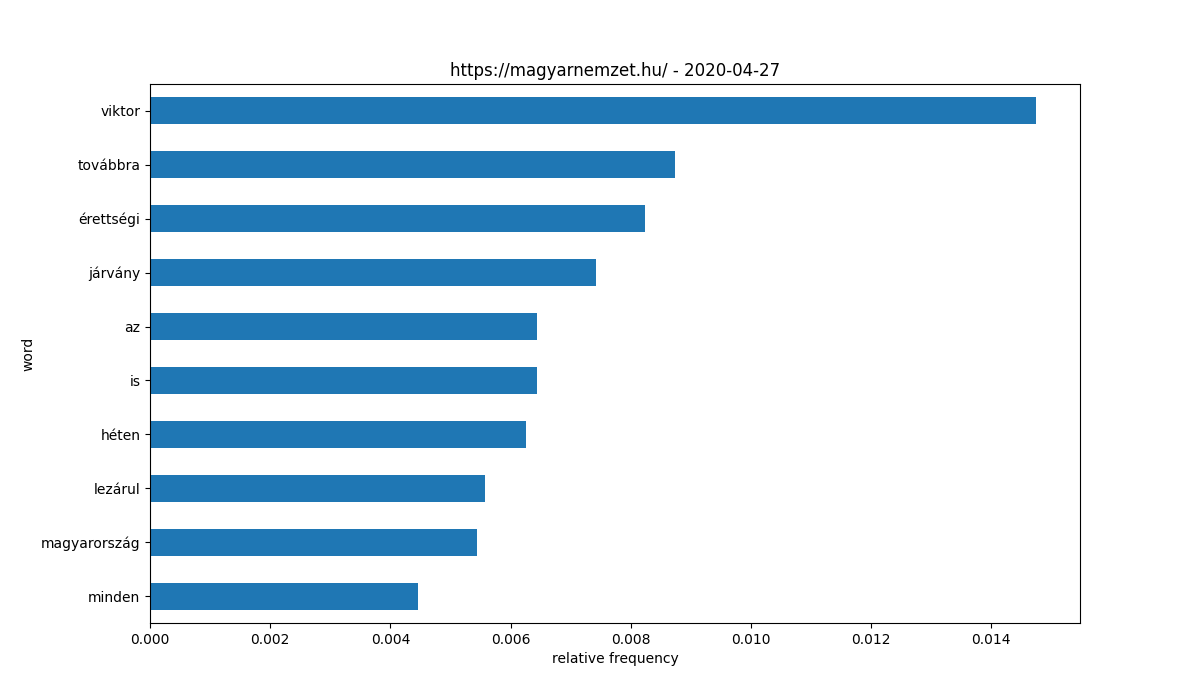 https://magyarnemzet.hu/ - 2020-04-27
viktor
továbbra
érettségi
járvány
az
is
héten
lezárul
magyarország
minden
word
0.000 0.002 0.004 0.006 0.008 0.010 0.012 0.014
relative frequency